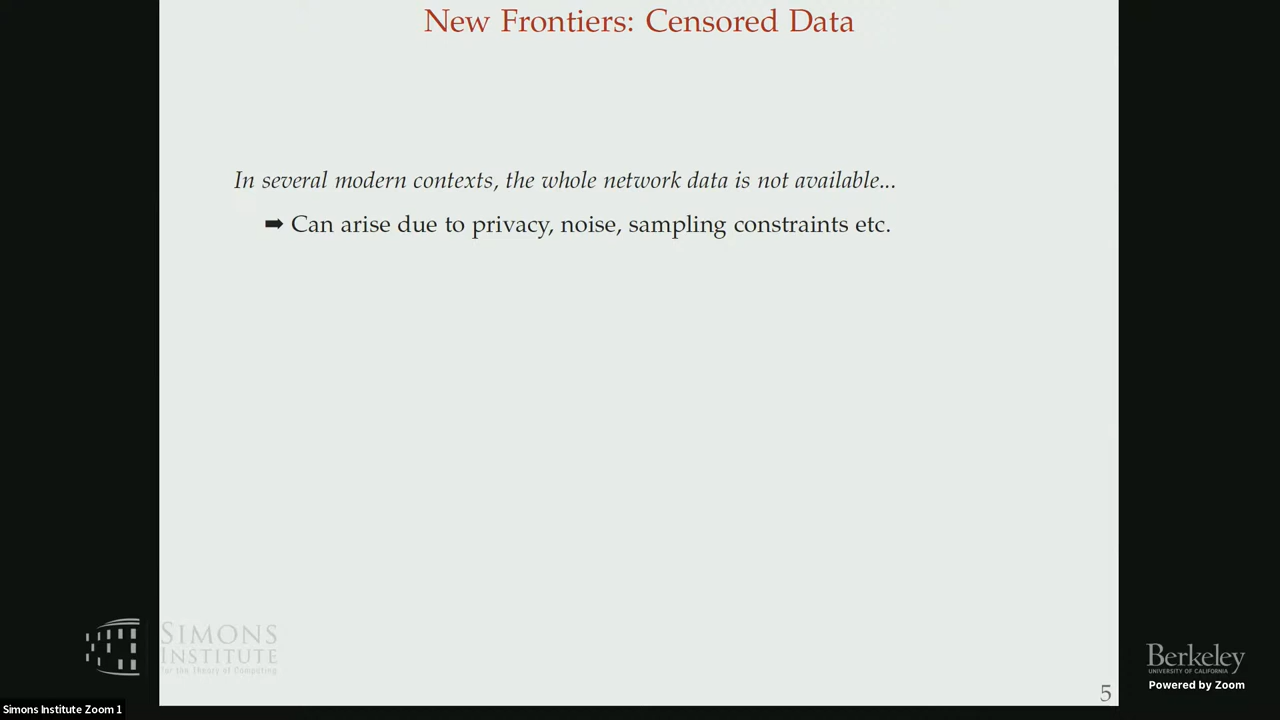 New Frontiers: Censored Data
In several modern contexts, the whole network data is not available...
➡ Can arise due to privacy, noise, sampling constraints etc.
SIMONS
INSTITUTE
for the Theory of Computing
Berkeley
UNIVERSITY OF CALIFORNIA
Powered by Zoom
5
Simons Institute Zoom 1